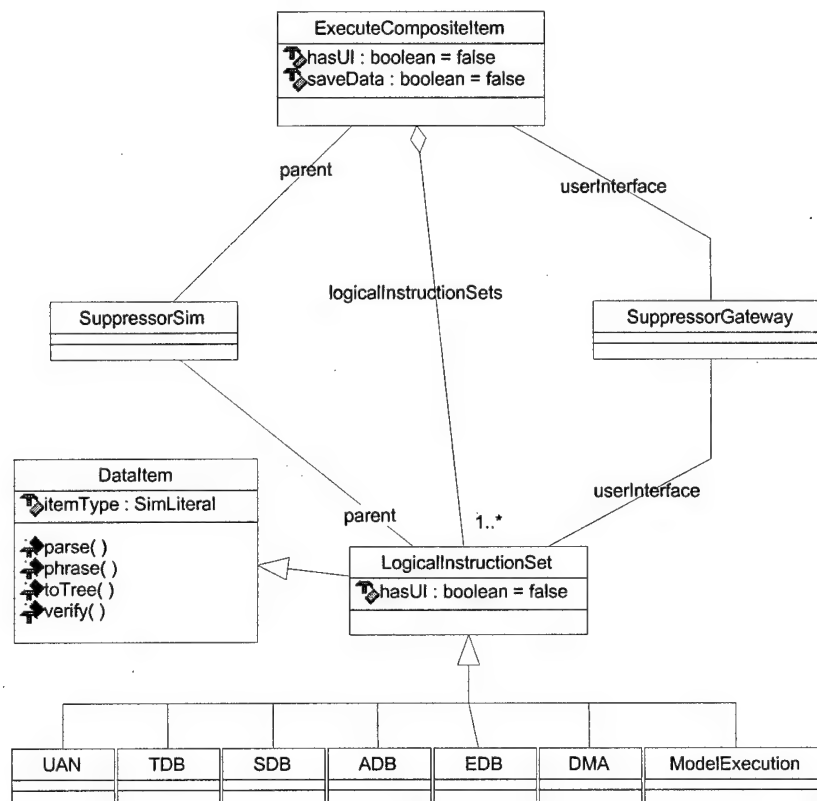 ExecuteCompositeItem
hasUI : boolean = false
saveData : boolean = false
parent
userInterface
logicalInstructionSets
SuppressorSim
SuppressorGateway
DataItem
itemType : SimLiteral
parse( )
phrase( )
toTree( )
verify( )
parent
1..*
userInterface
LogicalInstructionSet
hasUI : boolean = false
UAN
TDB
SDB
ADB
EDB
DMA
ModelExecution